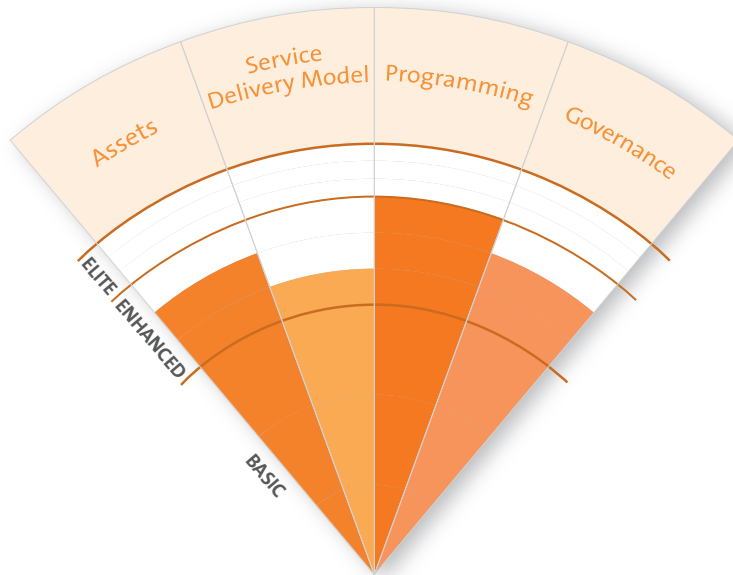 Assets
Service
Delivery Model
Programming
Governance
ELITE
ENHANCED
BASIC